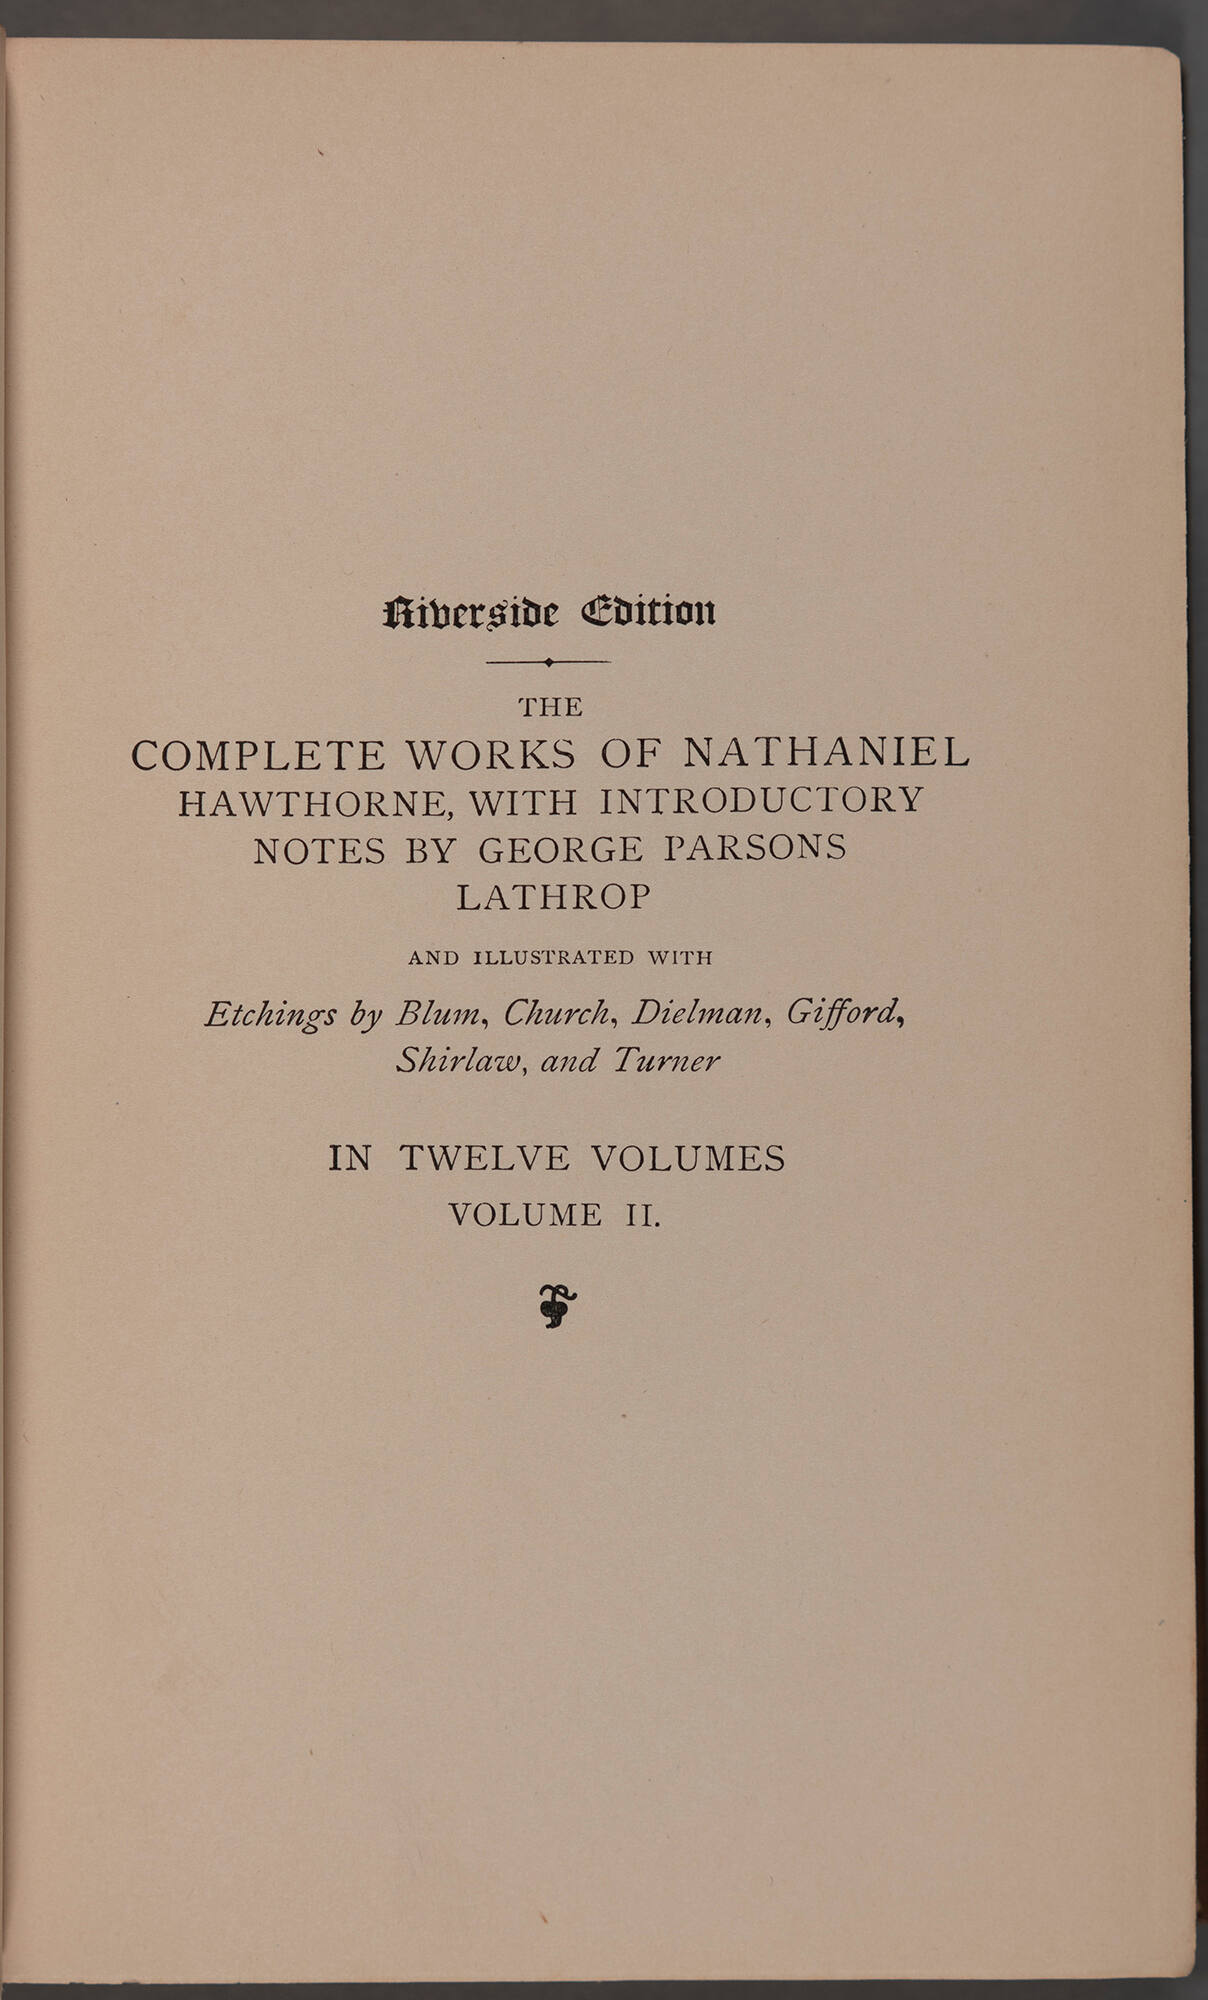 Riverside Edition
THE
COMPLETE WORKS OF NATHANIEL
HAWTHORNE, WITH INTRODUCTORY
NOTES BY GEORGE PARSONS
LATHROP
AND ILLUSTRATED WITH
Etchings by Blum, Church, Dielman, Gifford,
Shirlaw, and Turner
IN TWELVE VOLUMES
VOLUME II.